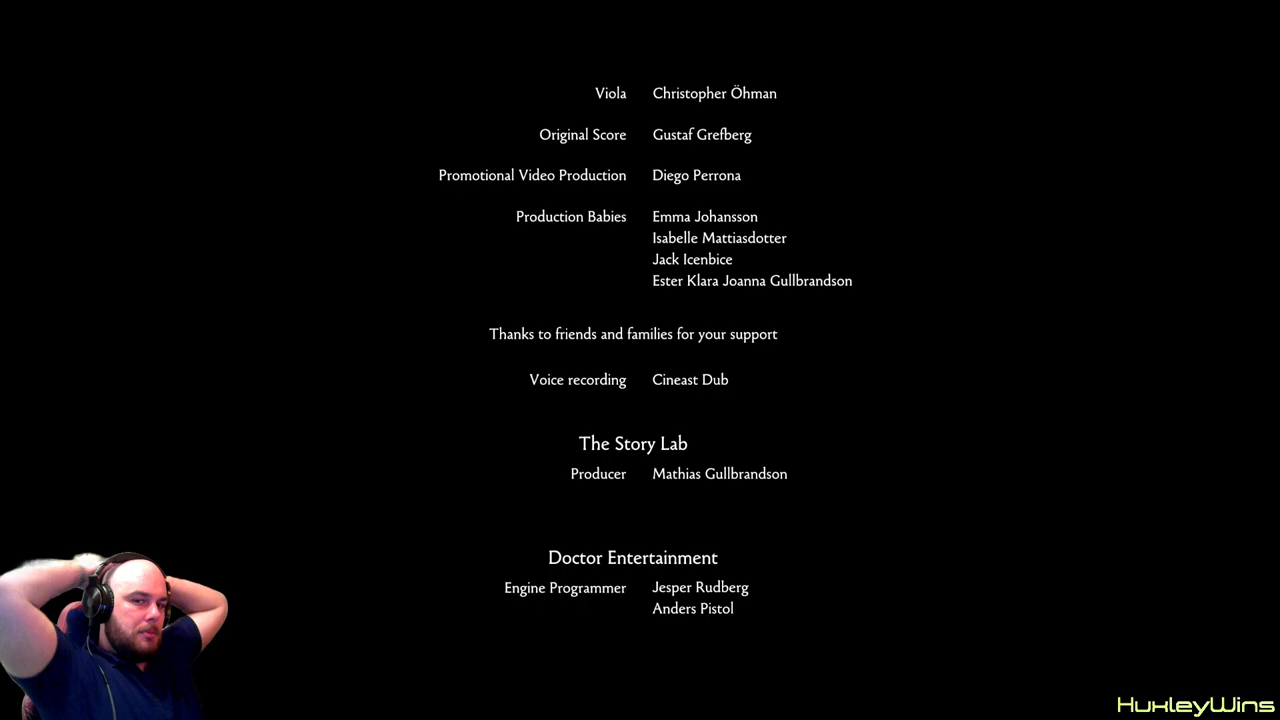 Viola Christopher Öhman
Original Score Gustaf Grefberg
Promotional Video Production Diego Perrona
Production Babies Emma Johansson
Isabelle Mattiasdotter
Jack Icenbice
Ester Klara Joanna Gullbrandson
Thanks to friends and families for your support
Voice recording Cineast Dub
The Story Lab
Producer Mathias Gullbrandson
Doctor Entertainment
Engine Programmer Jesper Rudberg
Anders Pistol
HuxleyWins